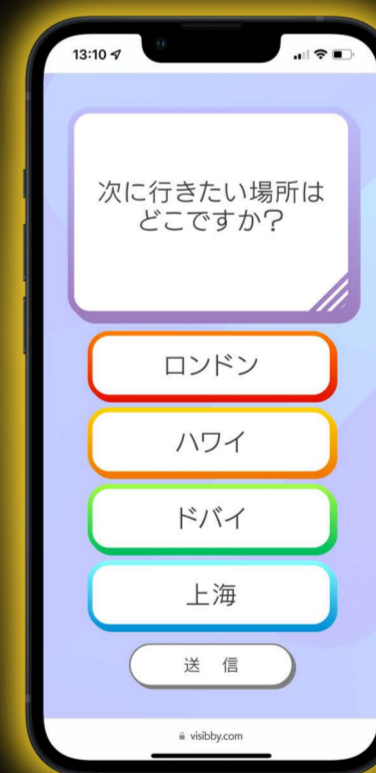 13:10
次に行きたい場所は
どこですか？
ロンドン
ハワイ
ドバイ
上海
送 信
visibby.com